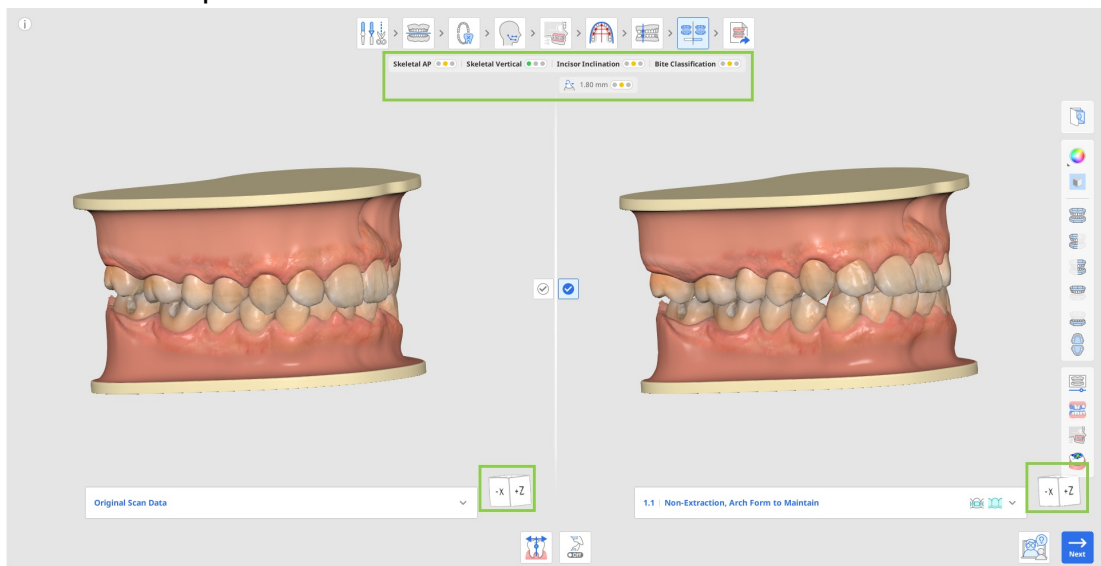 Skeletal AP Skeletal Vertical Incisor Inclination Bite Classification
1.80 mm
-X +Z
-X +Z
Original Scan Data
1.1 Non-Extraction, Arch Form to Maintain
OFF
Next